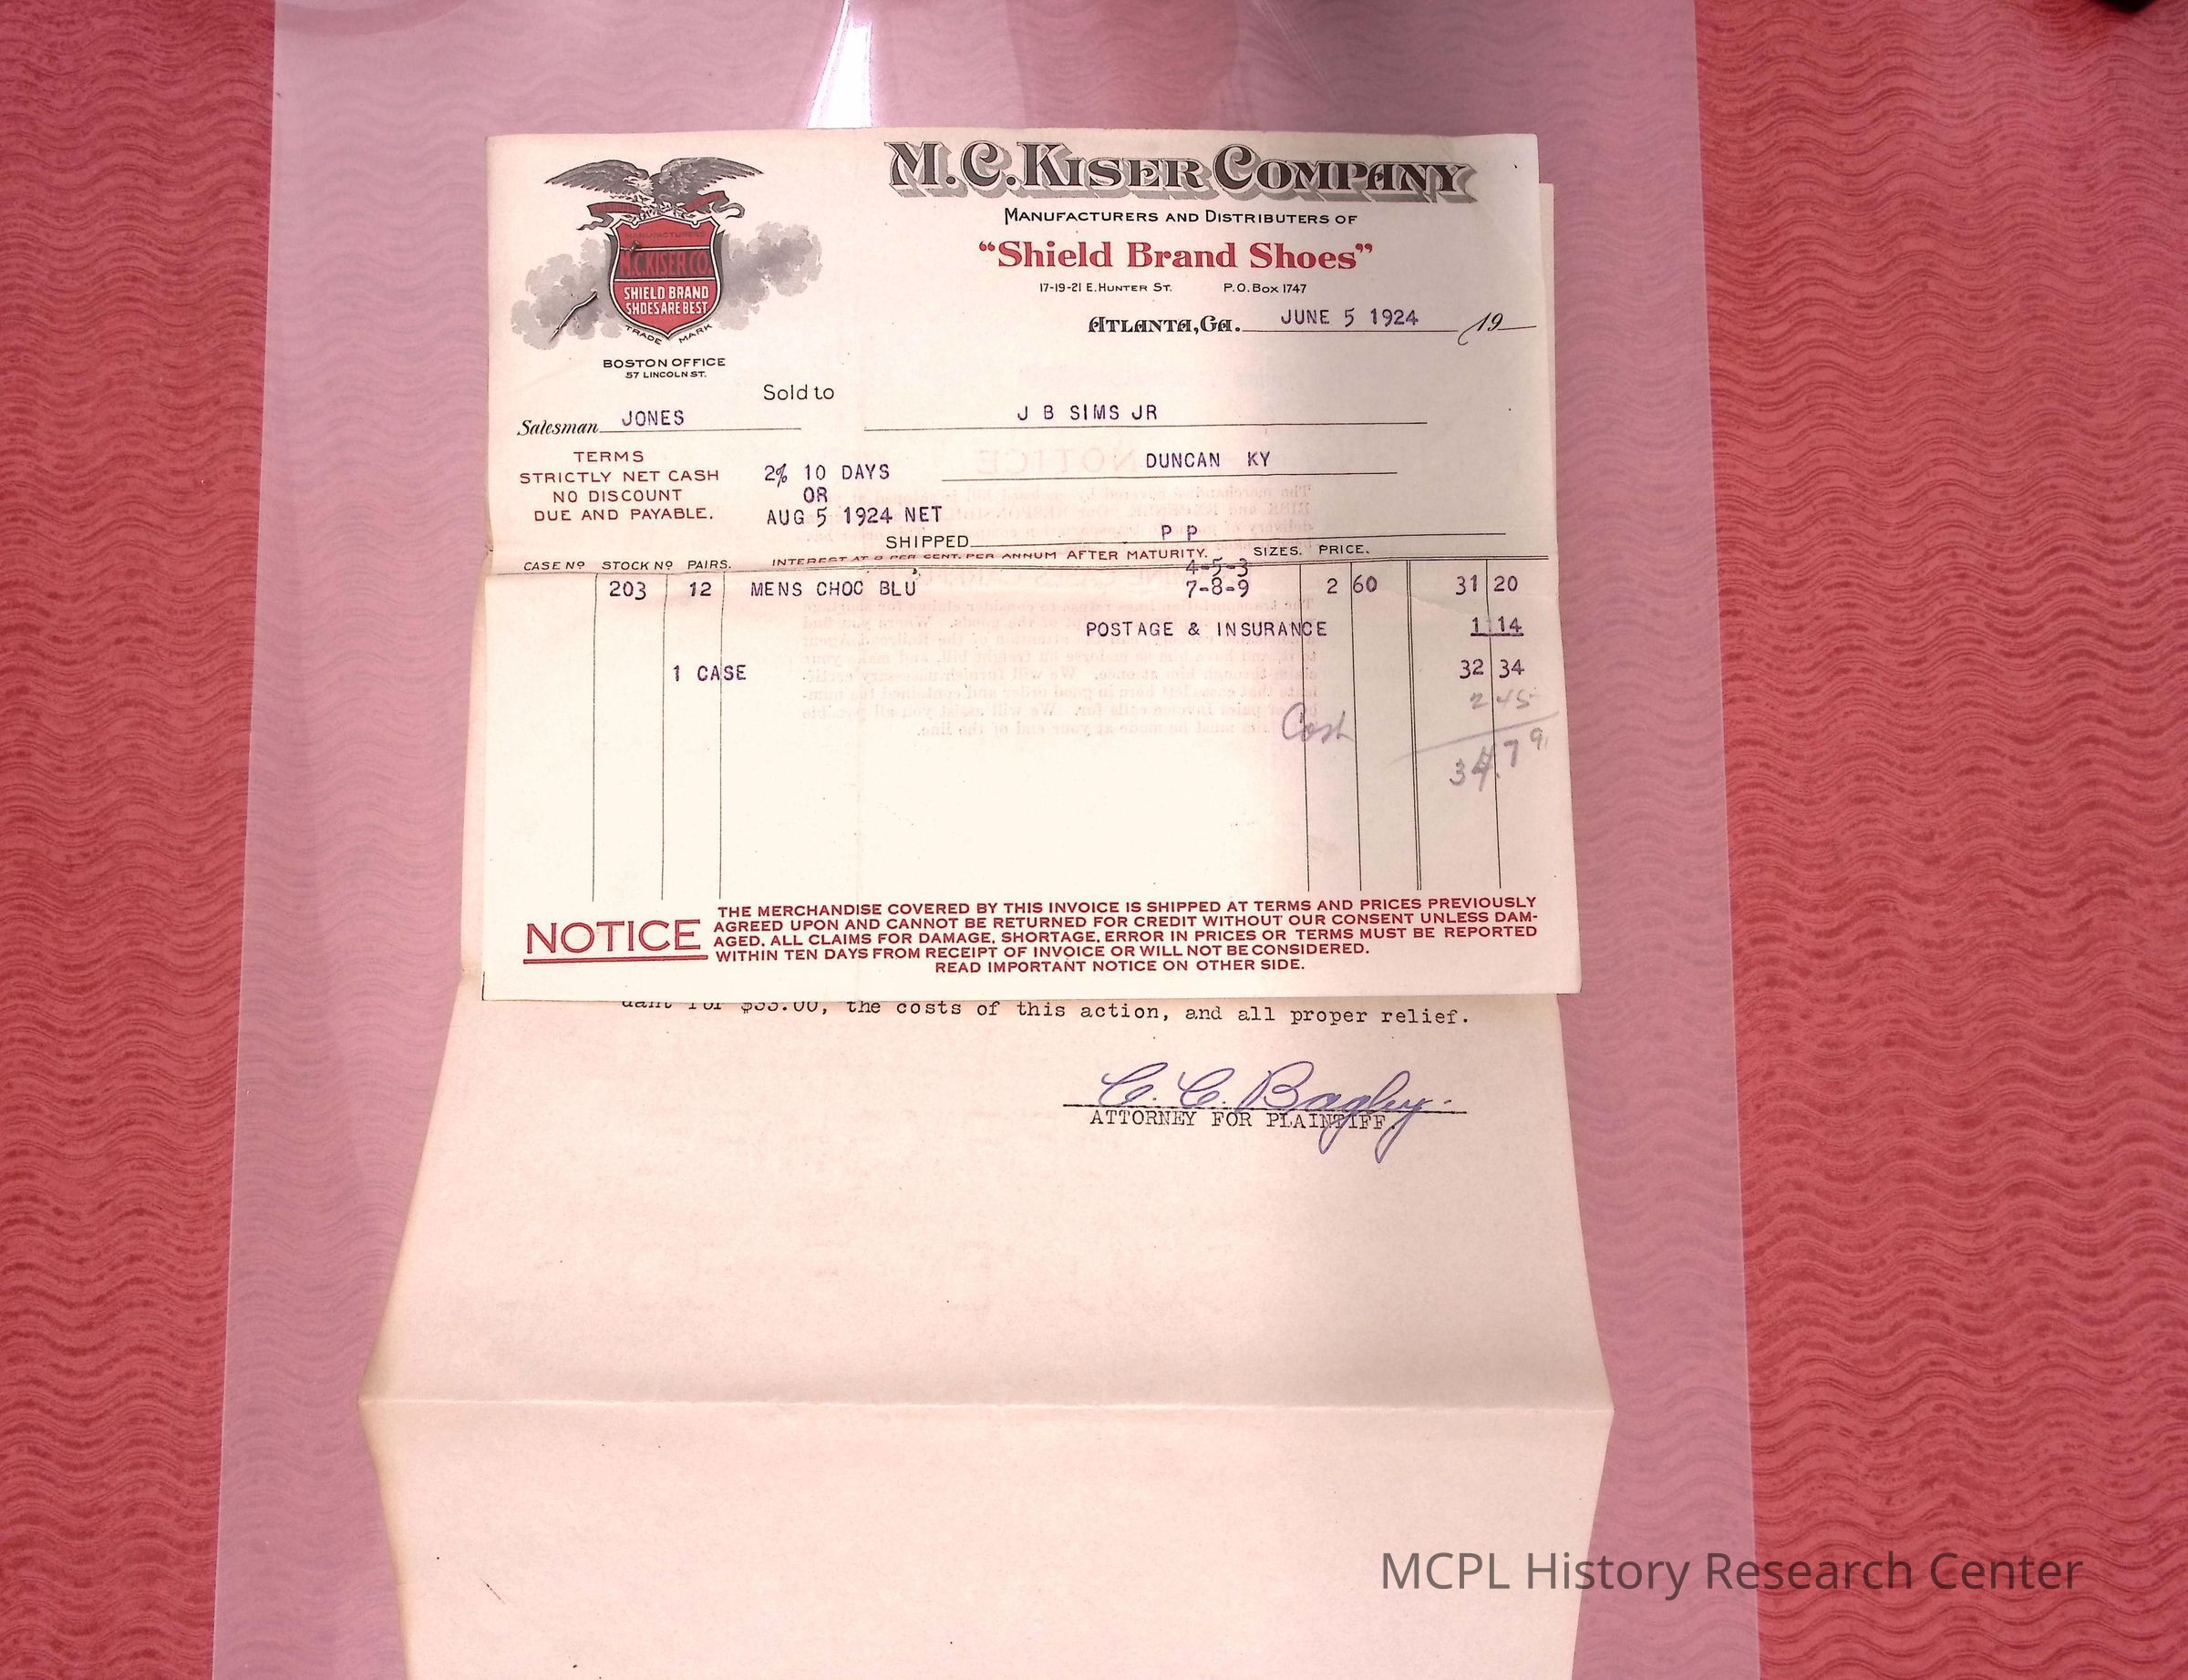 M.C.KISER COMPANY
MANUFACTURERS AND DISTRIBUTERS OF
"Shield Brand Shoes"
17-19-21 E.HUNTER ST. P.O.BOX 1747
ATLANTA,GA. JUNE 5 1924 19
MANUFACTURERS
M.C.KISER CO.
SHIELD BRAND
SHOES ARE BEST
TRADE MARK
BOSTON OFFICE
57 LINCOLN ST.
Sold to
Salesman JONES J B SIMS JR
DUNCAN KY
TERMS
STRICTLY NET CASH
NO DISCOUNT
DUE AND PAYABLE.
2% 10 DAYS
OR
AUG 5 1924 NET
SHIPPED P P
CASE Nº STOCK Nº PAIRS. INTEREST AT 8 PER CENT. PER ANNUM AFTER MATURITY. SIZES. PRICE.
4-5-3
203 12 MENS CHOC BLU 7-8-9 2 60 31 20
POSTAGE & INSURANCE 1 14
1 CASE 32 34
2 45
Cost 34.79
NOTICE
THE MERCHANDISE COVERED BY THIS INVOICE IS SHIPPED AT TERMS AND PRICES PREVIOUSLY
AGREED UPON AND CANNOT BE RETURNED FOR CREDIT WITHOUT OUR CONSENT UNLESS DAM-
AGED. ALL CLAIMS FOR DAMAGE, SHORTAGE, ERROR IN PRICES OR TERMS MUST BE REPORTED
WITHIN TEN DAYS FROM RECEIPT OF INVOICE OR WILL NOT BE CONSIDERED.
READ IMPORTANT NOTICE ON OTHER SIDE.
dant for $33.00, the costs of this action, and all proper relief.
C. C. Bagby.
ATTORNEY FOR PLAINTIFF.
MCPL History Research Center